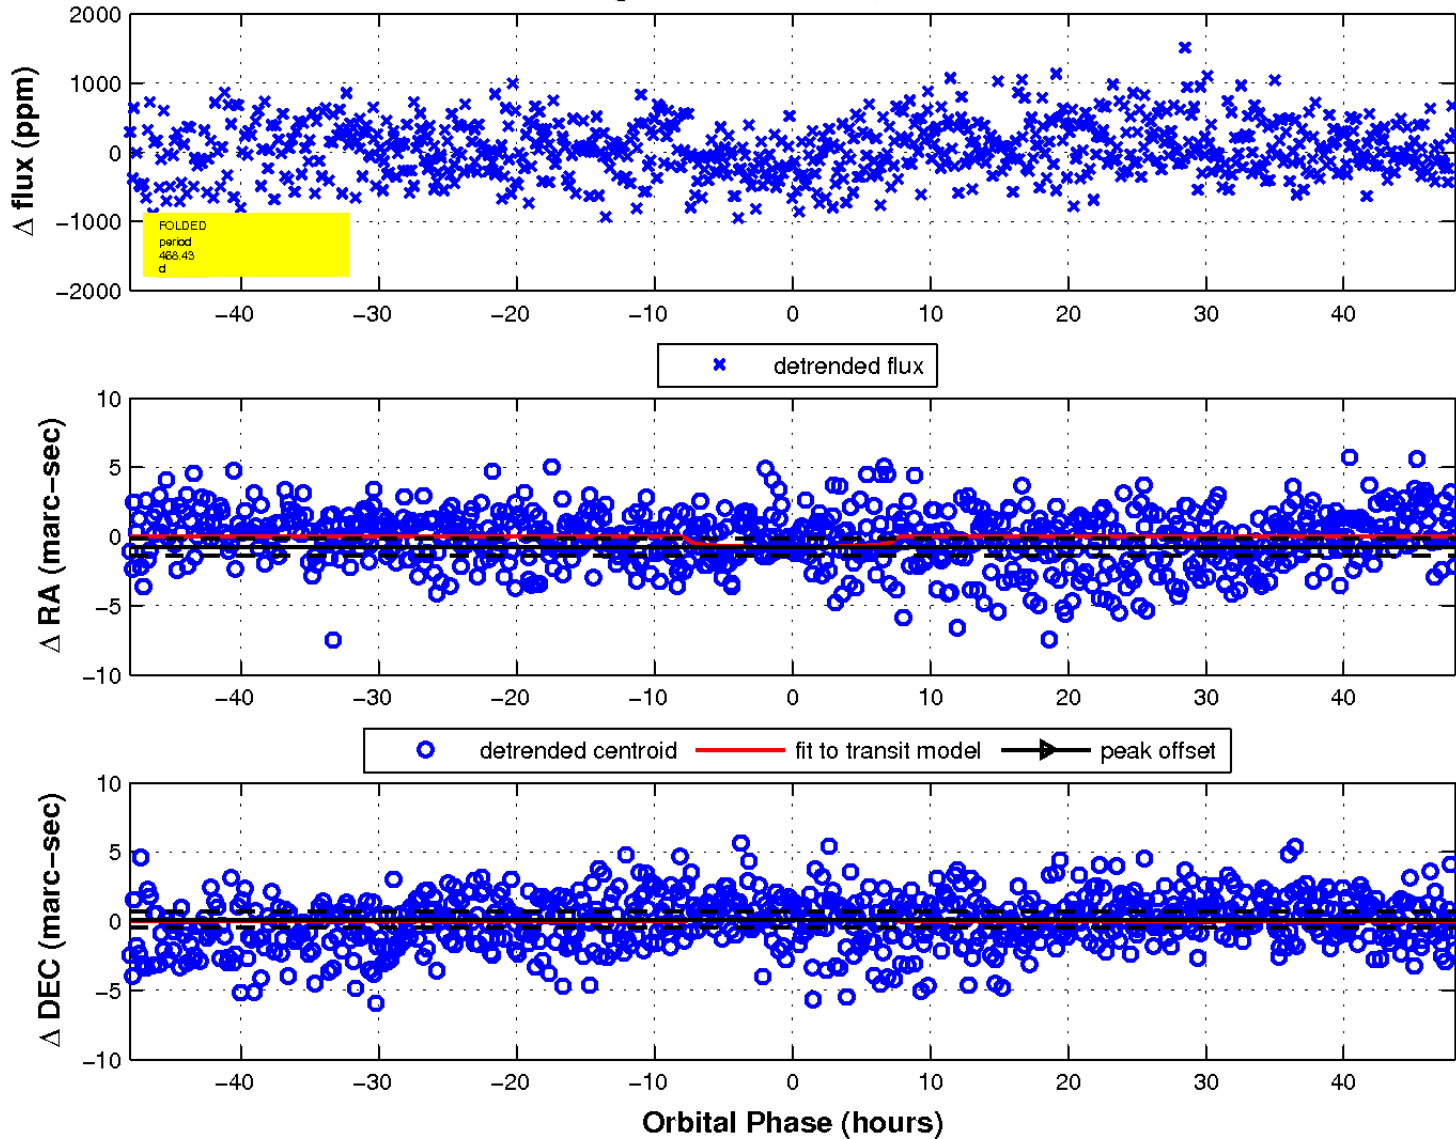 2000
1000
0
−1000
−2000
Δ flux (ppm)
FOLDED
period
468.43
d
−40 −30 −20 −10 0 10 20 30 40
detrended flux
10
5
0
−5
−10
Δ RA (marc−sec)
−40 −30 −20 −10 0 10 20 30 40
detrended centroid fit to transit model peak offset
10
5
0
−5
−10
Δ DEC (marc−sec)
−40 −30 −20 −10 0 10 20 30 40
Orbital Phase (hours)